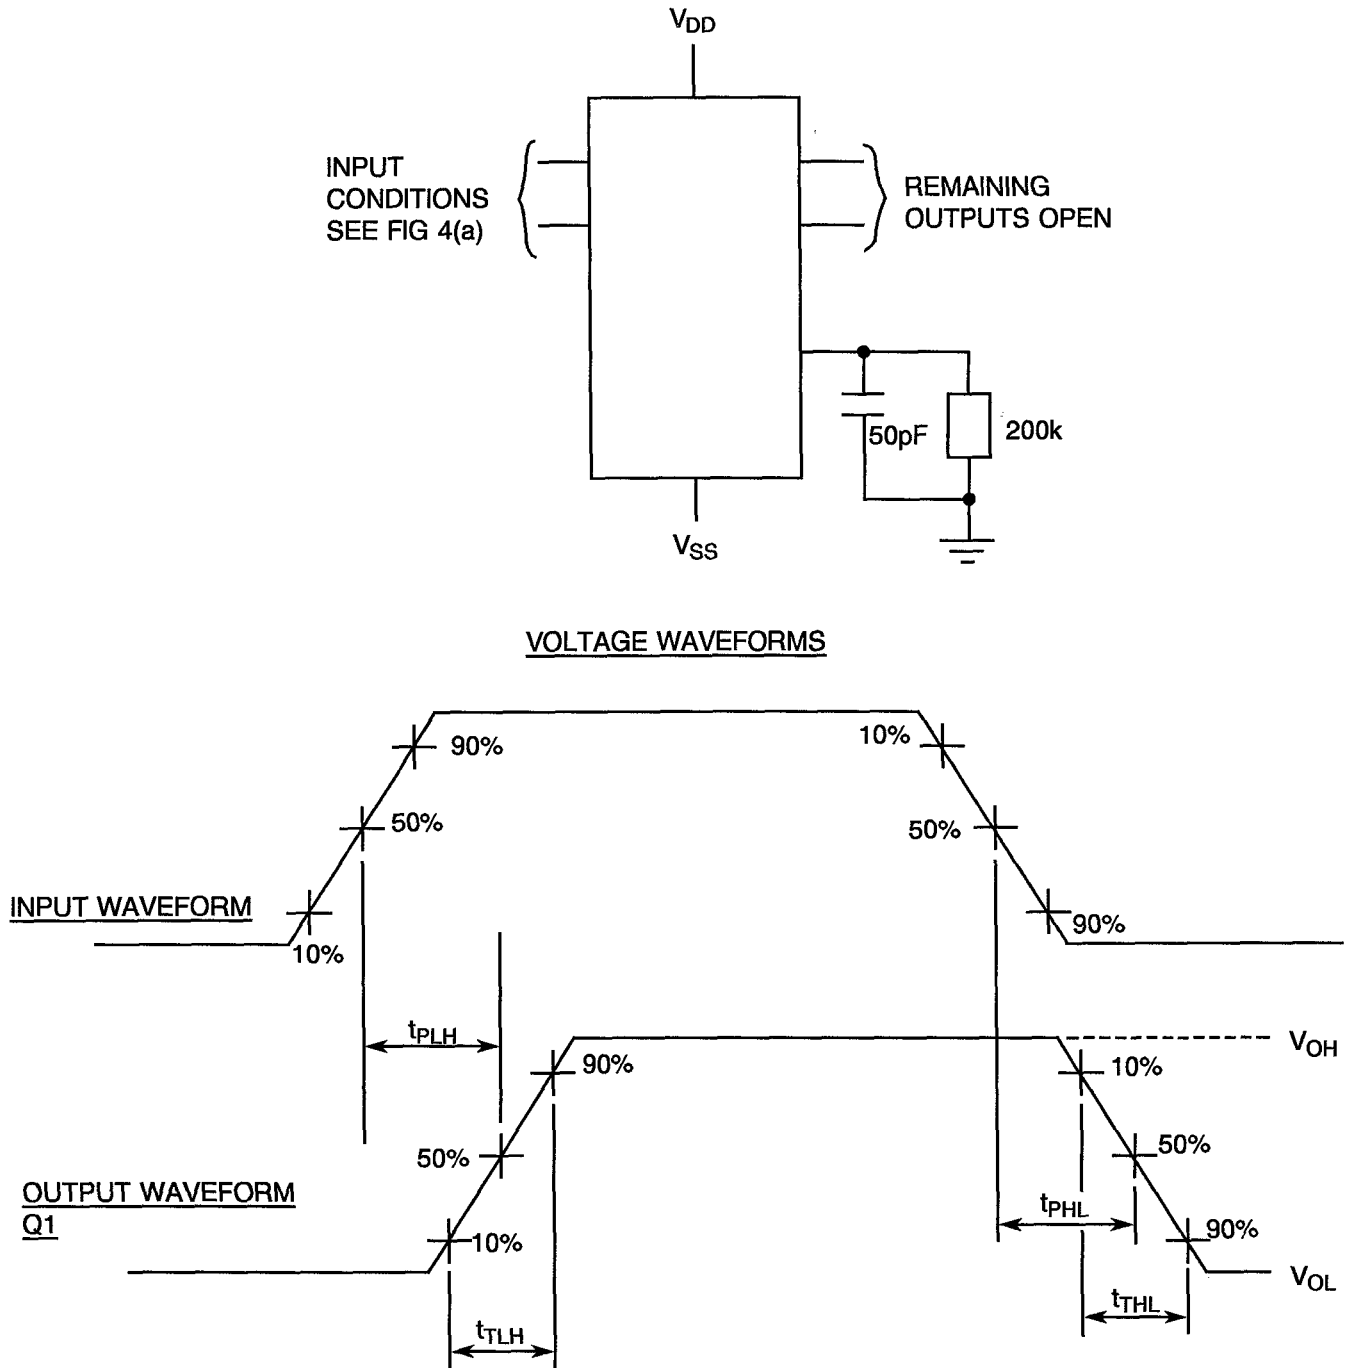 VDD
INPUT
CONDITIONS
SEE FIG 4(a)
REMAINING
OUTPUTS OPEN
50pF
200k
VSS
VOLTAGE WAVEFORMS
90%
10%
50%
50%
INPUT WAVEFORM
10%
90%
tPLH
VOH
90%
10%
50%
50%
OUTPUT WAVEFORM
Q1
tPHL
10%
90%
VOL
tTHL
tTLH